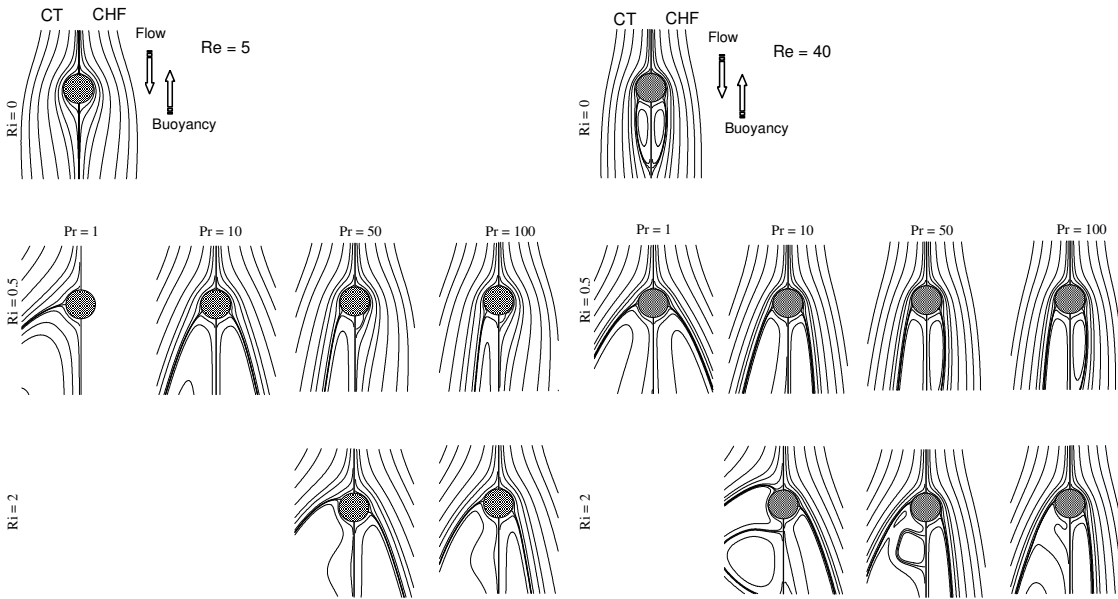 CT CHF
Flow
Re = 5
Buoyancy
Ri = 0
CT CHF
Flow
Re = 40
Buoyancy
Ri = 0
Pr = 1 Pr = 10 Pr = 50 Pr = 100 Pr = 1 Pr = 10 Pr = 50 Pr = 100
Ri = 0.5
Ri = 0.5
Ri = 2
Ri = 2